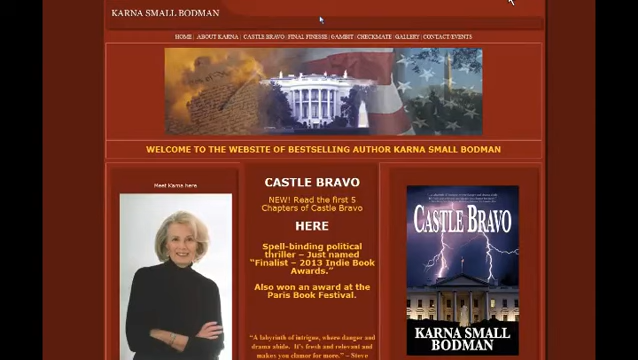 KARNA SMALL BODMAN
HOME | ABOUT KARNA | CASTLE BRAVO | FINAL FINESSE | GAMBIT | CHECKMATE | GALLERY | CONTACT/EVENTS
WELCOME TO THE WEBSITE OF BESTSELLING AUTHOR KARNA SMALL BODMAN
Meet Karna here
CASTLE BRAVO
NEW! Read the first 5
Chapters of Castle Bravo
HERE
Spell-binding political
thriller – Just named
"Finalist – 2013 Indie Book
Awards."
Also won an award at the
Paris Book Festival.
"A labyrinth of intrigue, where danger and
drama abide. It's fresh and relevant and
makes you clamor for more." – Steve
CASTLE BRAVO
KARNA SMALL
BODMAN